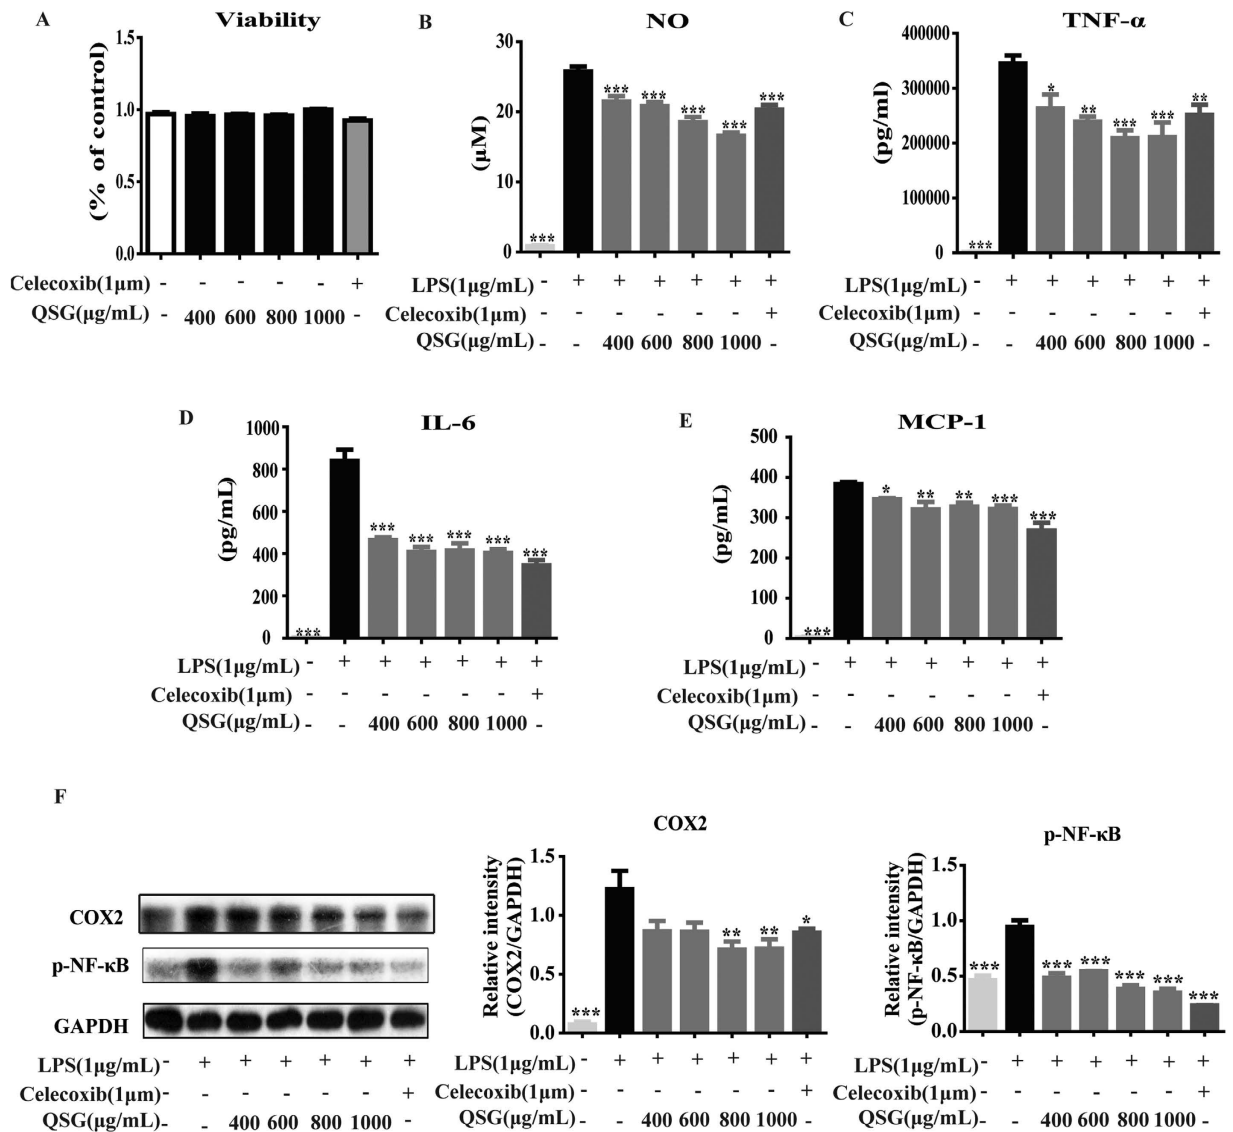 A Viability
(% of control)
1.5
1.0
0.5
0.0
Celecoxib(1μm) - - - - - +
QSG(μg/mL) - 400 600 800 1000 -
B NO
(μM)
30
20
10
0
*** *** *** *** *** ***
LPS(1μg/mL) - + + + + + +
Celecoxib(1μm) - - - - - - +
QSG(μg/mL) - - 400 600 800 1000 -
C TNF-α
(pg/ml)
400000
300000
200000
100000
0
*** * ** *** *** **
LPS(1μg/mL) - + + + + + +
Celecoxib(1μm) - - - - - - +
QSG(μg/mL) - - 400 600 800 1000 -
D IL-6
(pg/mL)
1000
800
600
400
200
0
*** *** *** *** *** ***
LPS(1μg/mL) - + + + + + +
Celecoxib(1μm) - - - - - - +
QSG(μg/mL) - - 400 600 800 1000 -
E MCP-1
(pg/mL)
500
400
300
200
100
0
*** * ** ** *** ***
LPS(1μg/mL) - + + + + + +
Celecoxib(1μm) - - - - - - +
QSG(μg/mL) - - 400 600 800 1000 -
F
COX2
p-NF-κB
GAPDH
LPS(1μg/mL) - + + + + + +
Celecoxib(1μm) - - - - - - +
QSG(μg/mL) - - 400 600 800 1000 -
COX2
Relative intensity
(COX2/GAPDH)
1.5
1.0
0.5
0.0
*** ** ** *
LPS(1μg/mL) - + + + + + +
Celecoxib(1μm) - - - - - - +
QSG(μg/mL) - - 400 600 800 1000 -
p-NF-κB
Relative intensity
(p-NF-κB/GAPDH)
1.5
1.0
0.5
0.0
*** *** *** *** *** ***
LPS(1μg/mL) - + + + + + +
Celecoxib(1μm) - - - - - - +
QSG(μg/mL) - - 400 600 800 1000 -